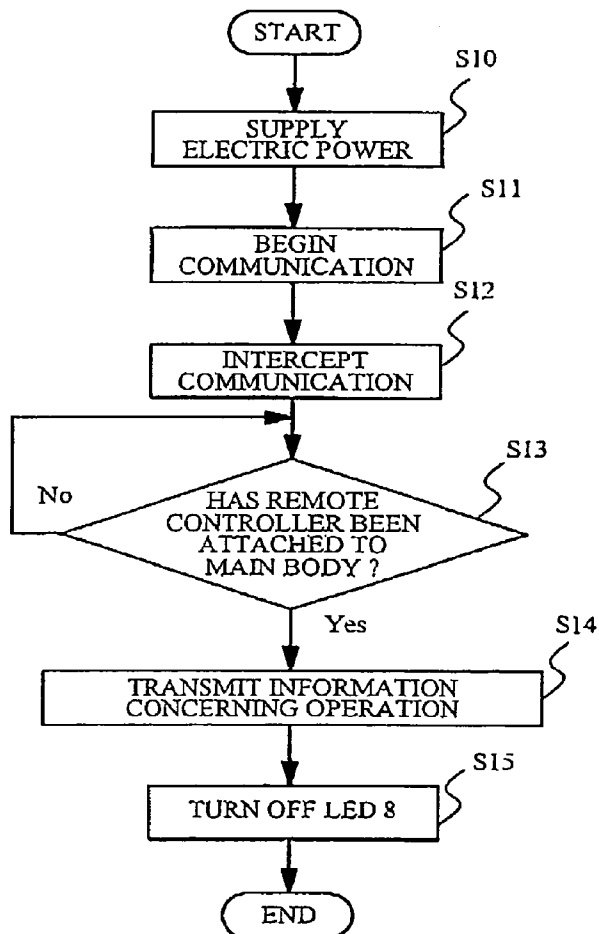 START
S10
SUPPLY
ELECTRIC POWER
S11
BEGIN
COMMUNICATION
S12
INTERCEPT
COMMUNICATION
S13
No
HAS REMOTE
CONTROLLER BEEN
ATTACHED TO
MAIN BODY ?
Yes
S14
TRANSMIT INFORMATION
CONCERNING OPERATION
S15
TURN OFF LED 8
END